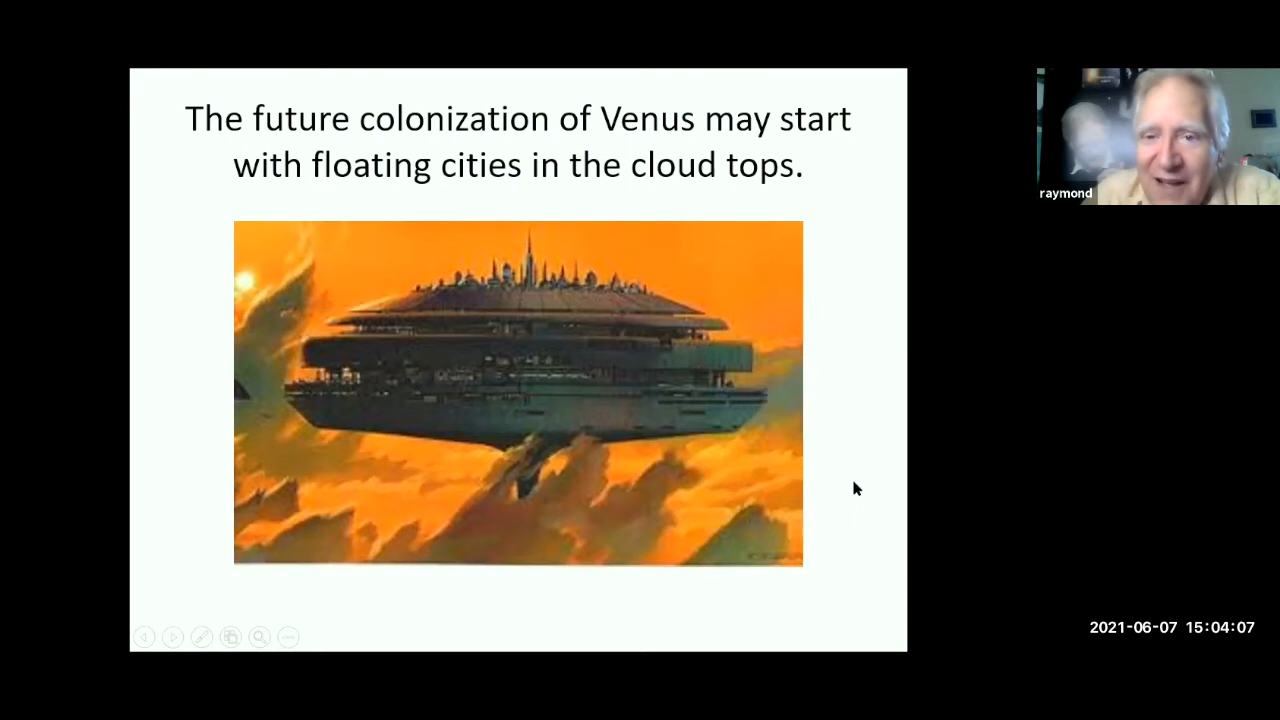 The future colonization of Venus may start
with floating cities in the cloud tops.
raymond
2021-06-07 15:04:07